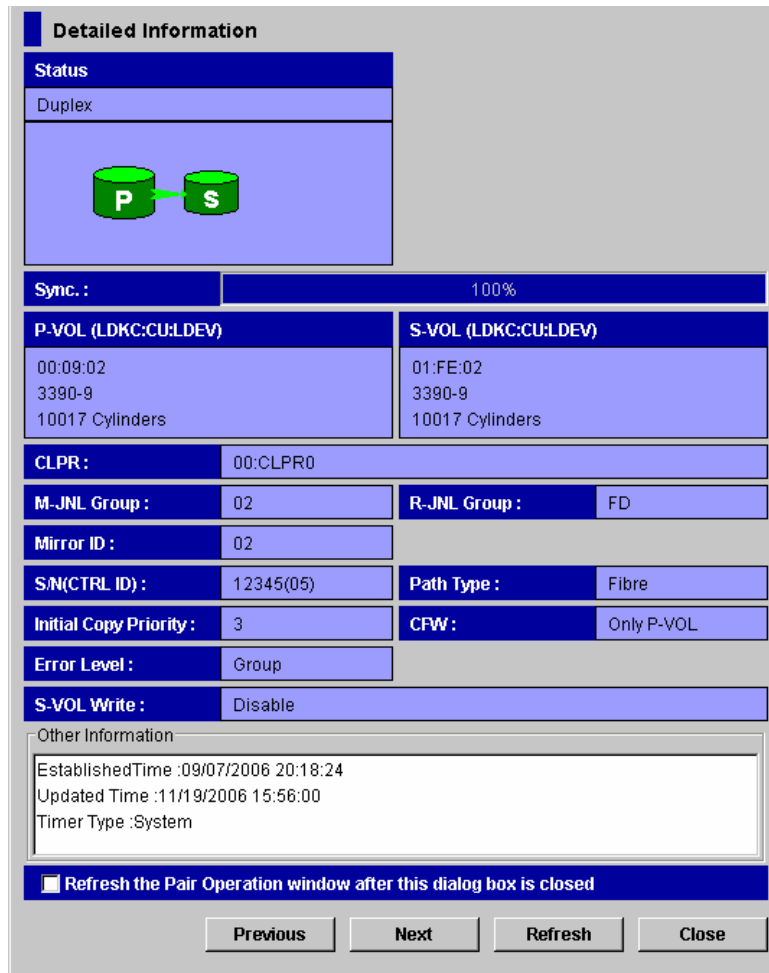 Detailed Information
Status
Duplex
P S
Sync. : 100%
P-VOL (LDKC:CU:LDEV) S-VOL (LDKC:CU:LDEV)
00:09:02 01:FE:02
3390-9 3390-9
10017 Cylinders 10017 Cylinders
CLPR : 00:CLPR0
M-JNL Group : 02 R-JNL Group : FD
Mirror ID : 02
S/N(CTRL ID) : 12345(05) Path Type : Fibre
Initial Copy Priority : 3 CFW : Only P-VOL
Error Level : Group
S-VOL Write : Disable
Other Information
EstablishedTime :09/07/2006 20:18:24
Updated Time :11/19/2006 15:56:00
Timer Type :System
Refresh the Pair Operation window after this dialog box is closed
Previous Next Refresh Close